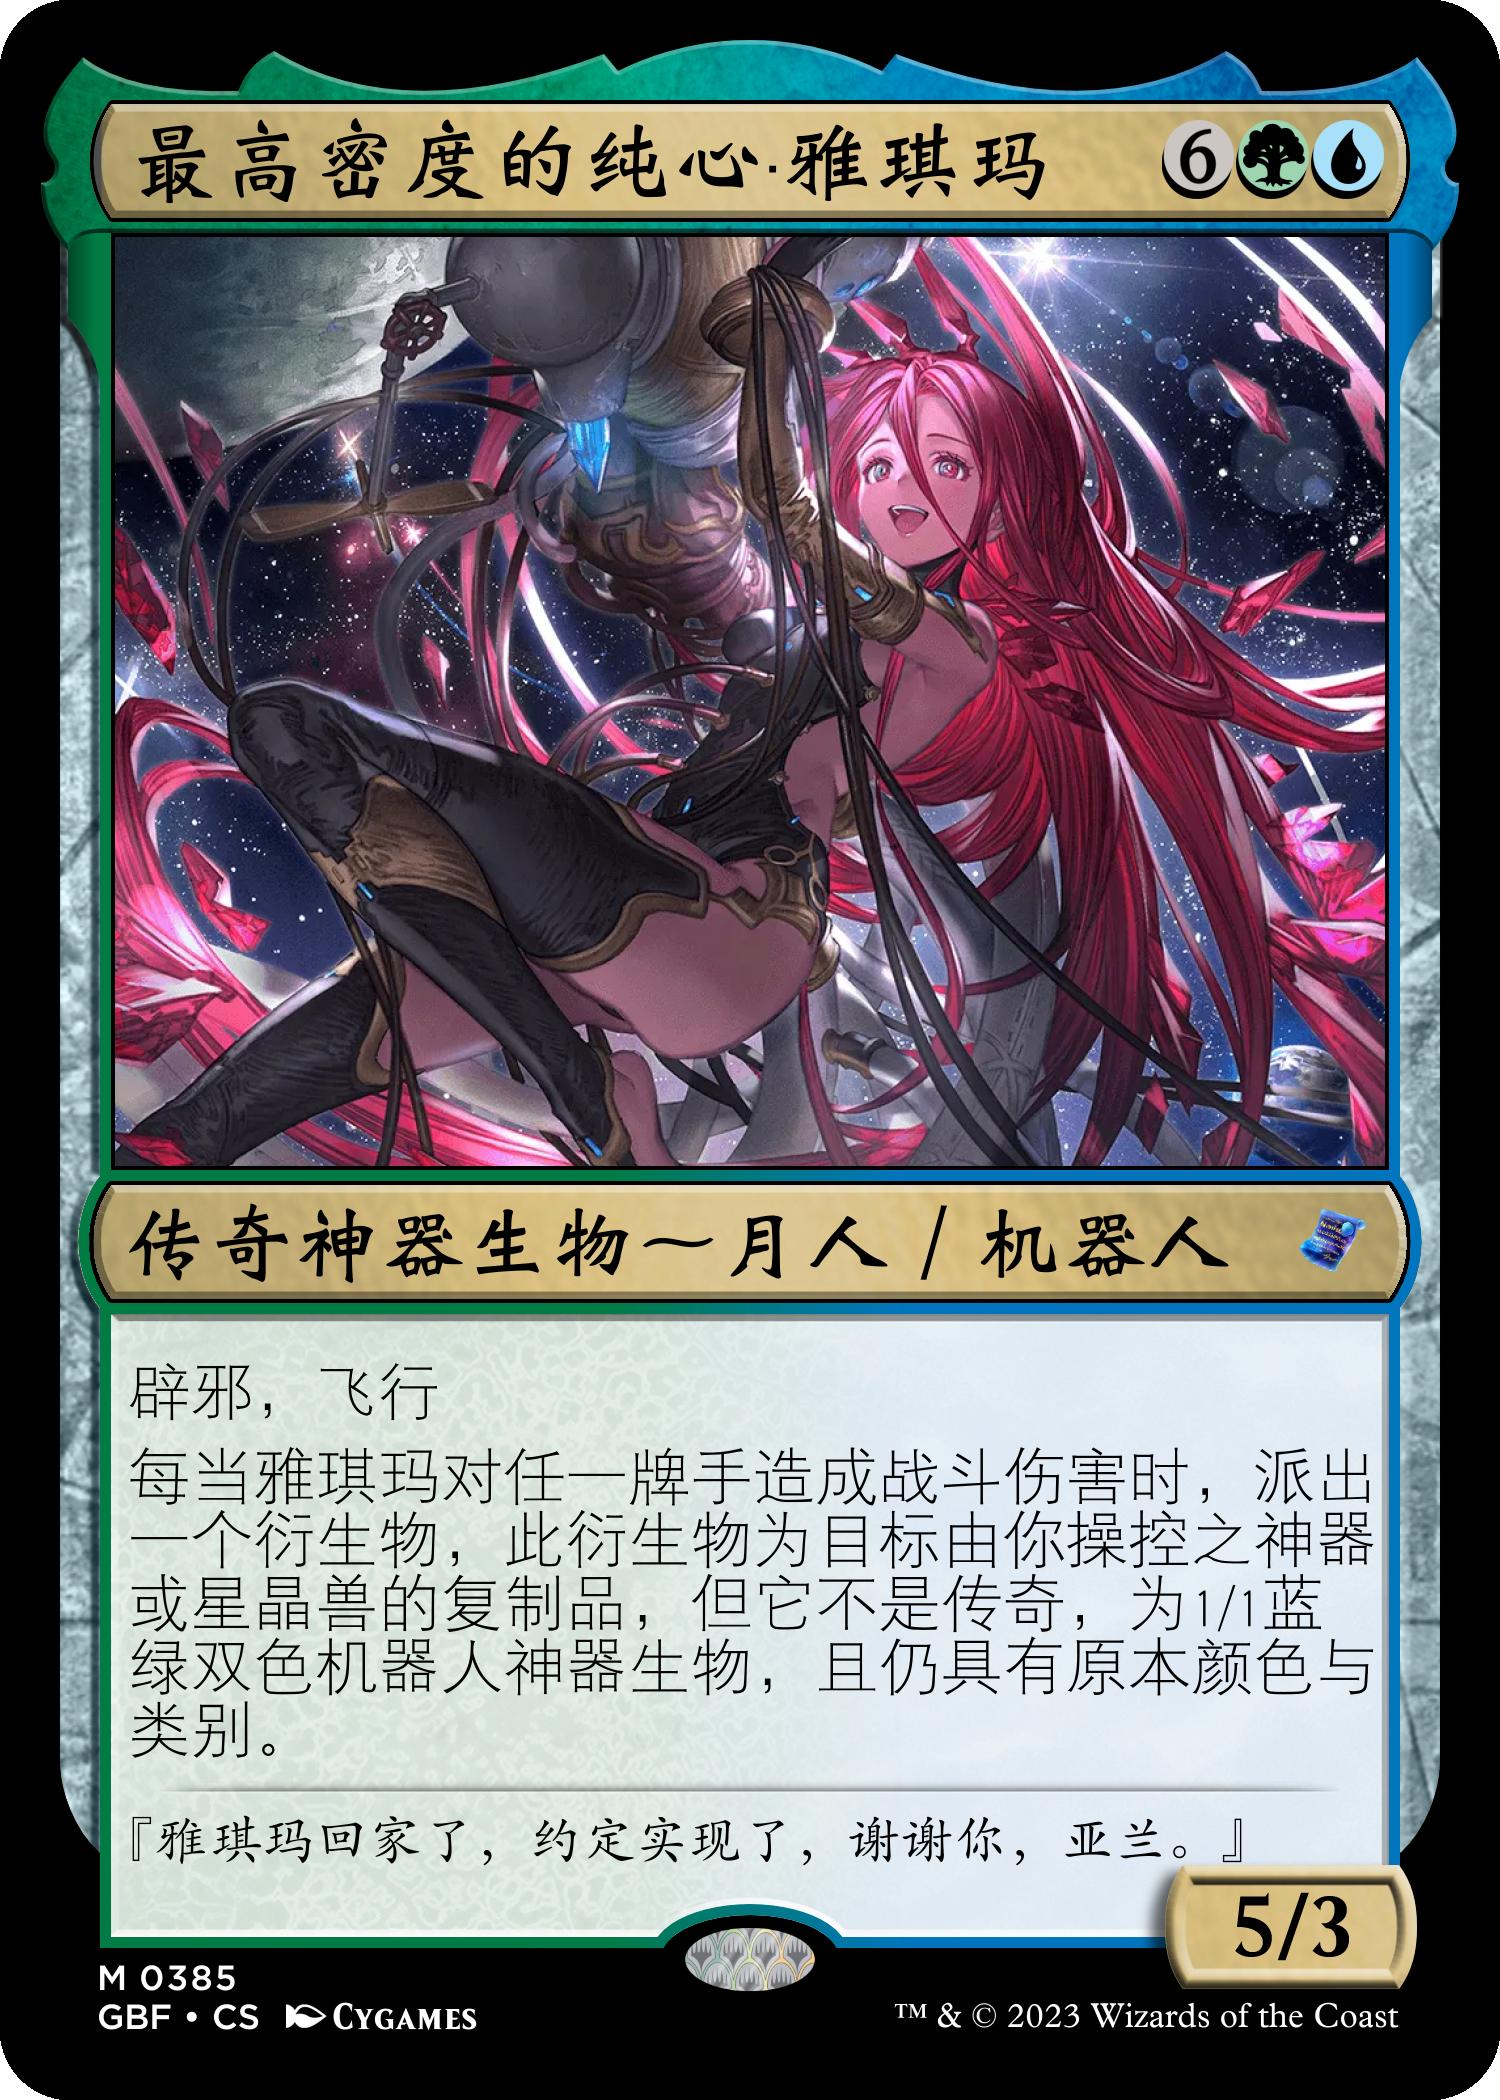 最高密度的纯心·雅琪玛 6
传奇神器生物～月人 / 机器人
辟邪，飞行
每当雅琪玛对任一牌手造成战斗伤害时，派出
一个衍生物，此衍生物为目标由你操控之神器
或星晶兽的复制品，但它不是传奇，为1/1蓝
绿双色机器人神器生物，且仍具有原本颜色与
类别。
『雅琪玛回家了，约定实现了，谢谢你，亚兰。』
5/3
M 0385
GBF • CS CYGAMES
™ & © 2023 Wizards of the Coast